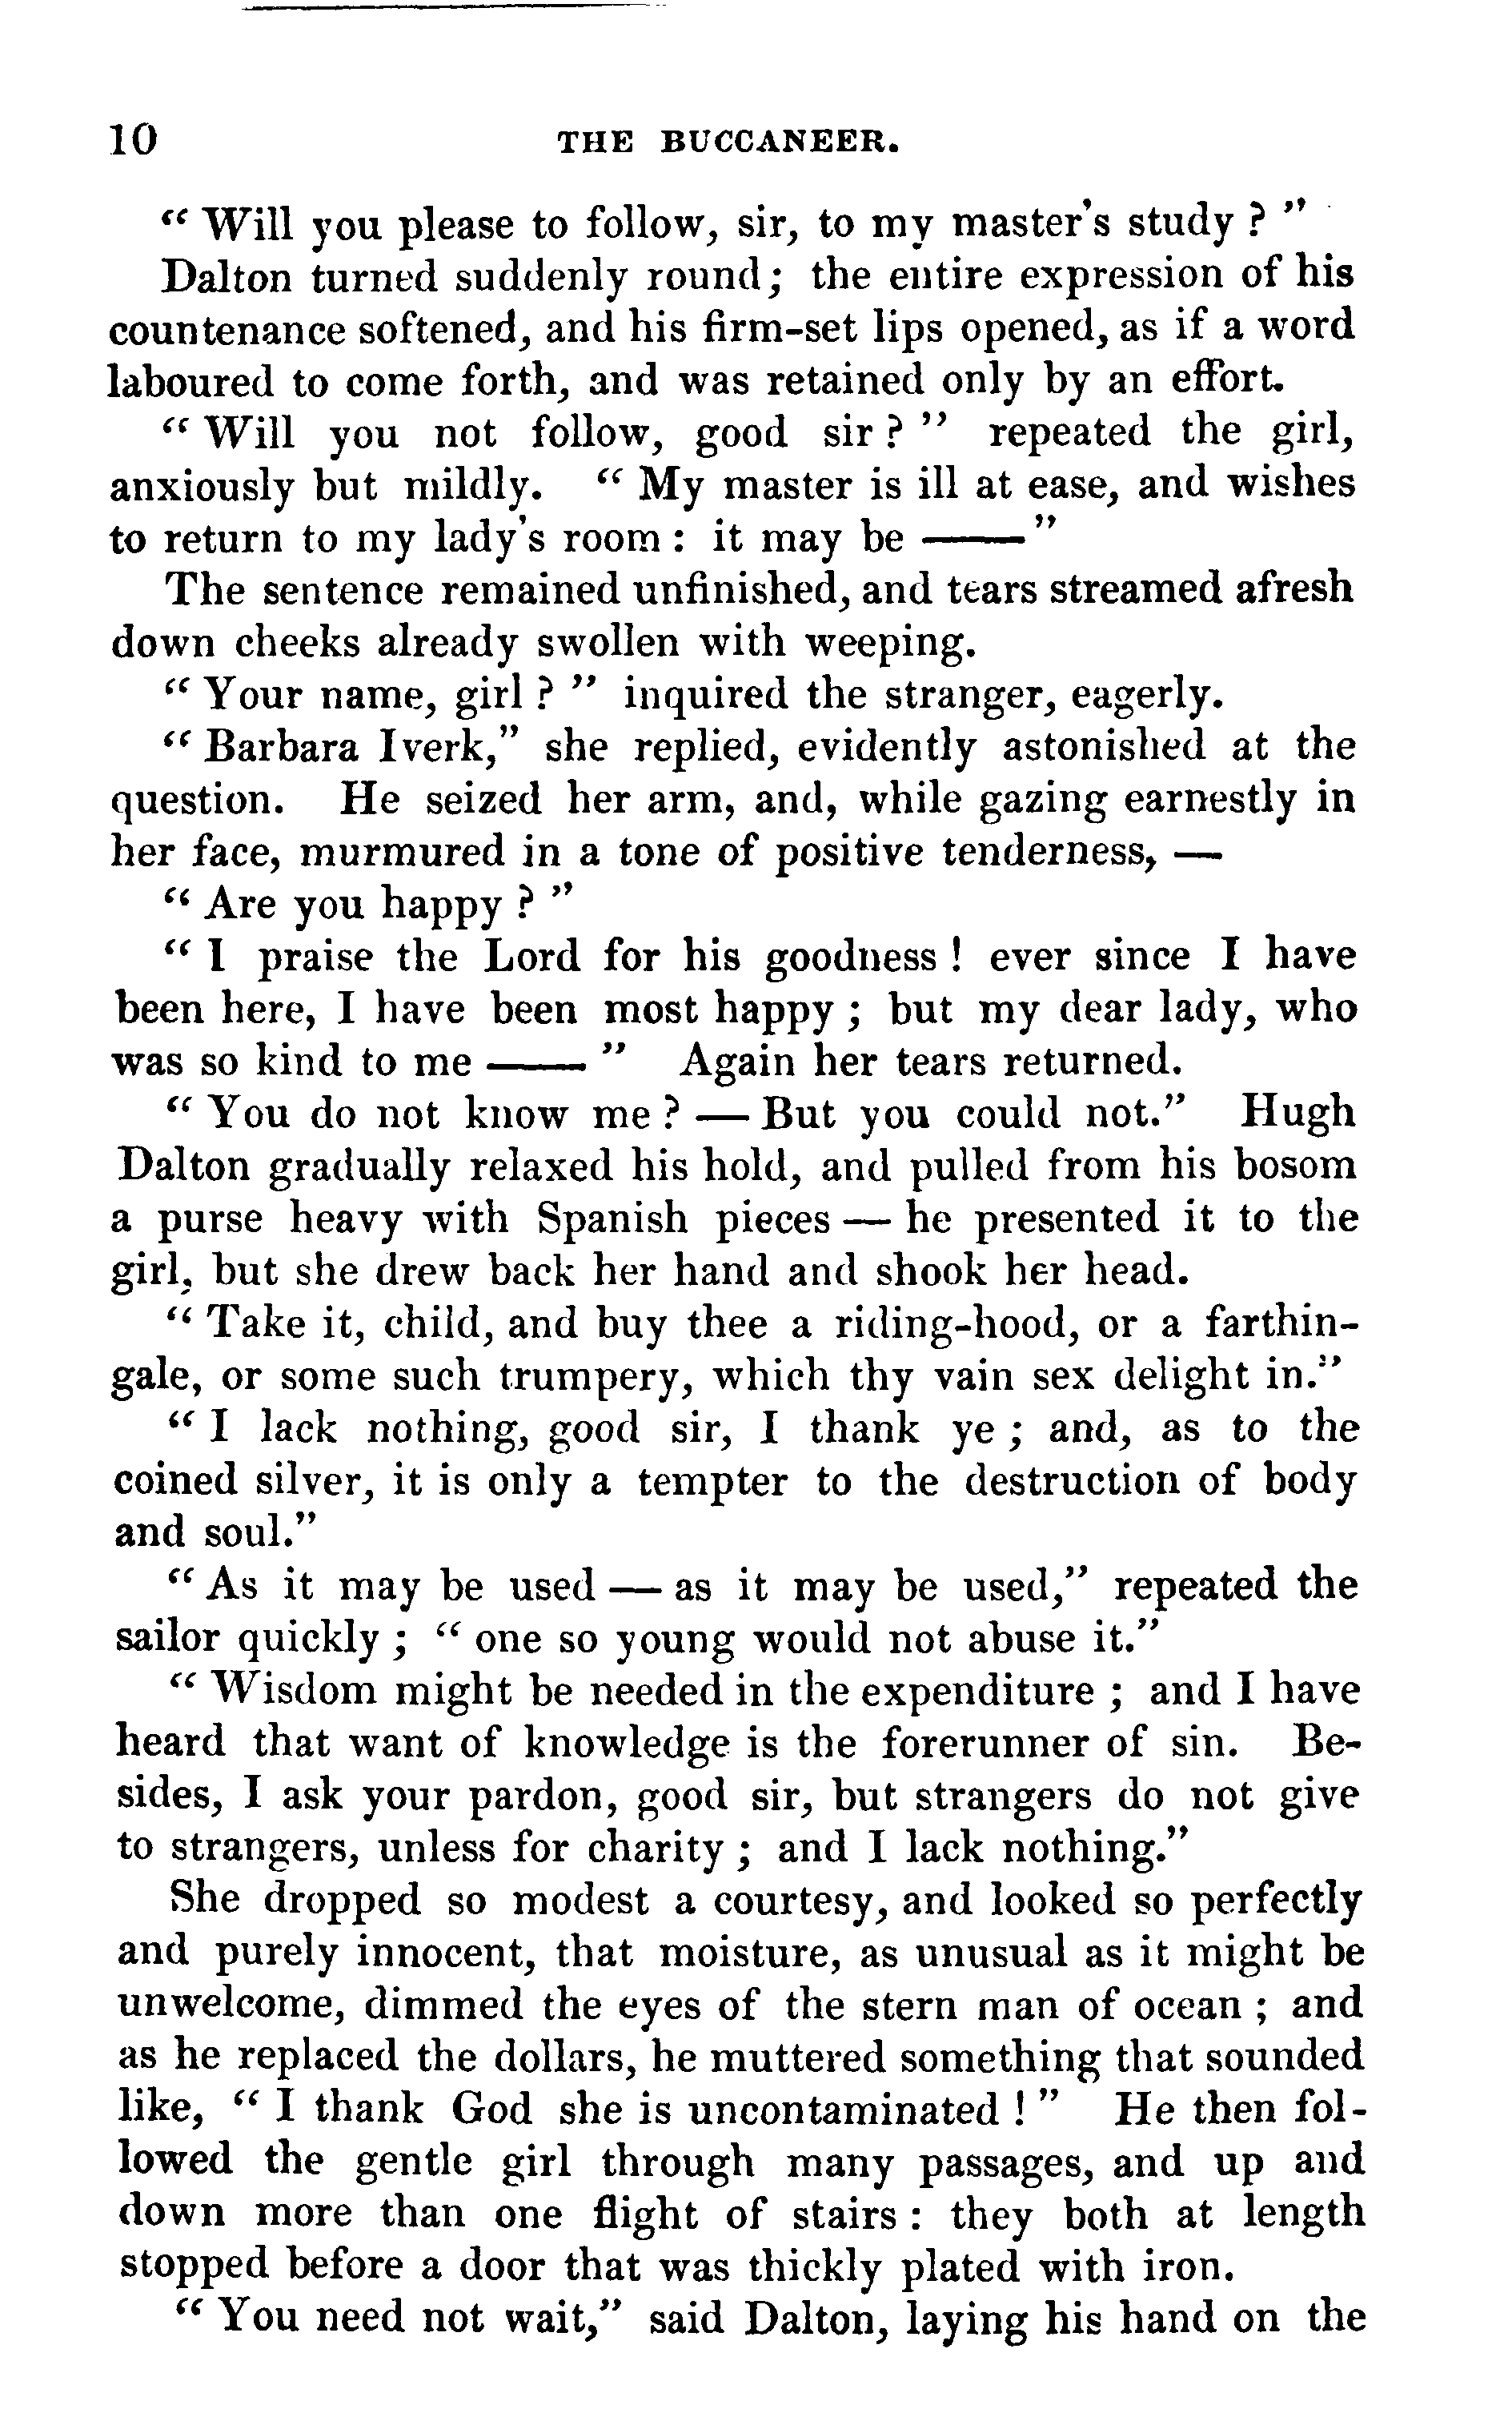 10 THE BUCCANEER.
“ Will you please to follow, sir, to my master's study ? ”
Dalton turned suddenly round; the entire expression of his
countenance softened, and his firm-set lips opened, as if a word
laboured to come forth, and was retained only by an effort.
“ Will you not follow, good sir ? ” repeated the girl,
anxiously but mildly. “ My master is ill at ease, and wishes
to return to my lady's room : it may be ——”
The sentence remained unfinished, and tears streamed afresh
down cheeks already swollen with weeping.
“ Your name, girl ? ” inquired the stranger, eagerly.
“ Barbara Iverk,” she replied, evidently astonished at the
question. He seized her arm, and, while gazing earnestly in
her face, murmured in a tone of positive tenderness, —
“ Are you happy ? ”
“ I praise the Lord for his goodness ! ever since I have
been here, I have been most happy ; but my dear lady, who
was so kind to me —— ” Again her tears returned.
“ You do not know me ? — But you could not.” Hugh
Dalton gradually relaxed his hold, and pulled from his bosom
a purse heavy with Spanish pieces — he presented it to the
girl, but she drew back her hand and shook her head.
“ Take it, child, and buy thee a riding-hood, or a farthin-
gale, or some such trumpery, which thy vain sex delight in.”
“ I lack nothing, good sir, I thank ye ; and, as to the
coined silver, it is only a tempter to the destruction of body
and soul.”
“ As it may be used — as it may be used,” repeated the
sailor quickly ; “ one so young would not abuse it.”
“ Wisdom might be needed in the expenditure ; and I have
heard that want of knowledge is the forerunner of sin. Be-
sides, I ask your pardon, good sir, but strangers do not give
to strangers, unless for charity ; and I lack nothing.”
She dropped so modest a courtesy, and looked so perfectly
and purely innocent, that moisture, as unusual as it might be
unwelcome, dimmed the eyes of the stern man of ocean ; and
as he replaced the dollars, he muttered something that sounded
like, “ I thank God she is uncontaminated ! ” He then fol-
lowed the gentle girl through many passages, and up and
down more than one flight of stairs : they both at length
stopped before a door that was thickly plated with iron.
“ You need not wait,” said Dalton, laying his hand on the